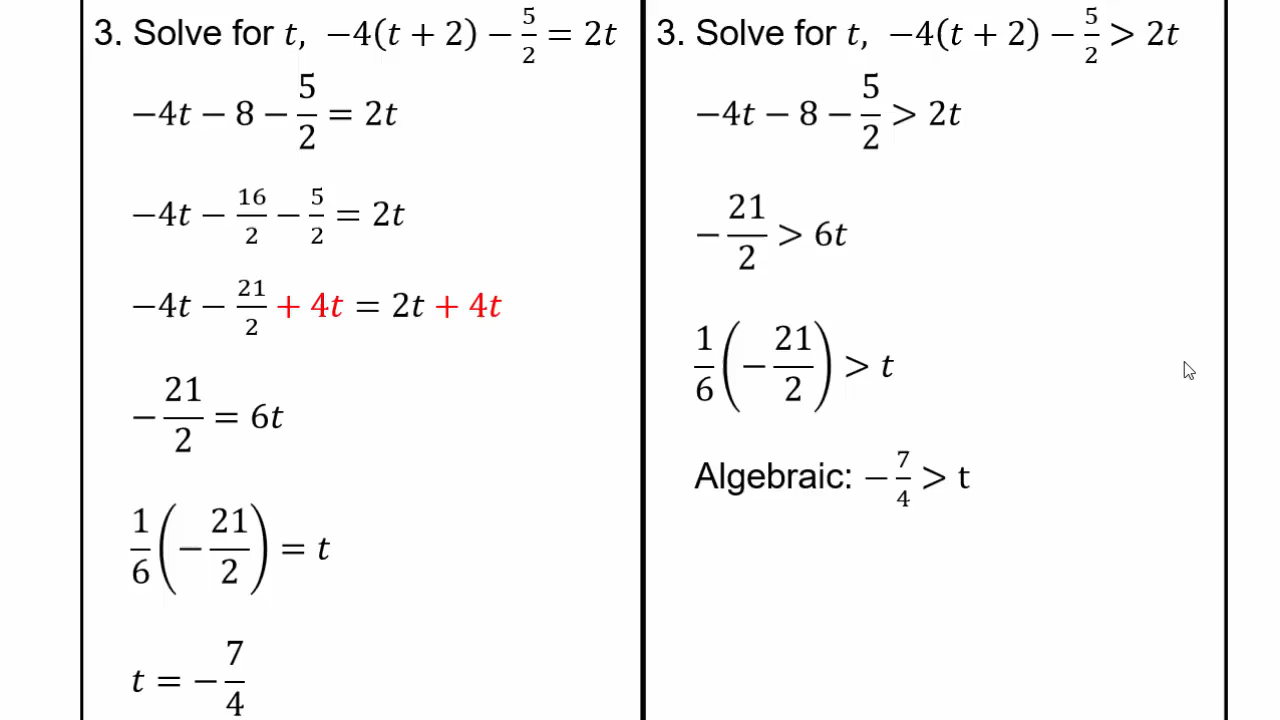 3. Solve for t, −4(t + 2) − 5/2 = 2t
−4t − 8 − 5/2 = 2t
−4t − 16/2 − 5/2 = 2t
−4t − 21/2 + 4t = 2t + 4t
−21/2 = 6t
1/6(−21/2) = t
t = −7/4
3. Solve for t, −4(t + 2) − 5/2 > 2t
−4t − 8 − 5/2 > 2t
−21/2 > 6t
1/6(−21/2) > t
Algebraic: −7/4 > t